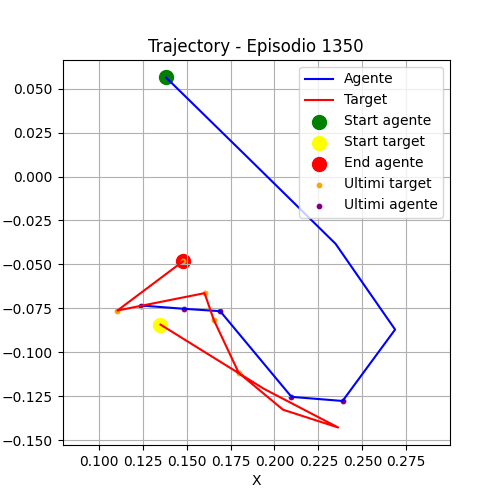 Trajectory - Episodio 1350
Agente
Target
Start agente
Start target
End agente
Ultimi target
Ultimi agente
0.050
0.025
0.000
−0.025
−0.050
−0.075
−0.100
−0.125
−0.150
0.100 0.125 0.150 0.175 0.200 0.225 0.250 0.275
X